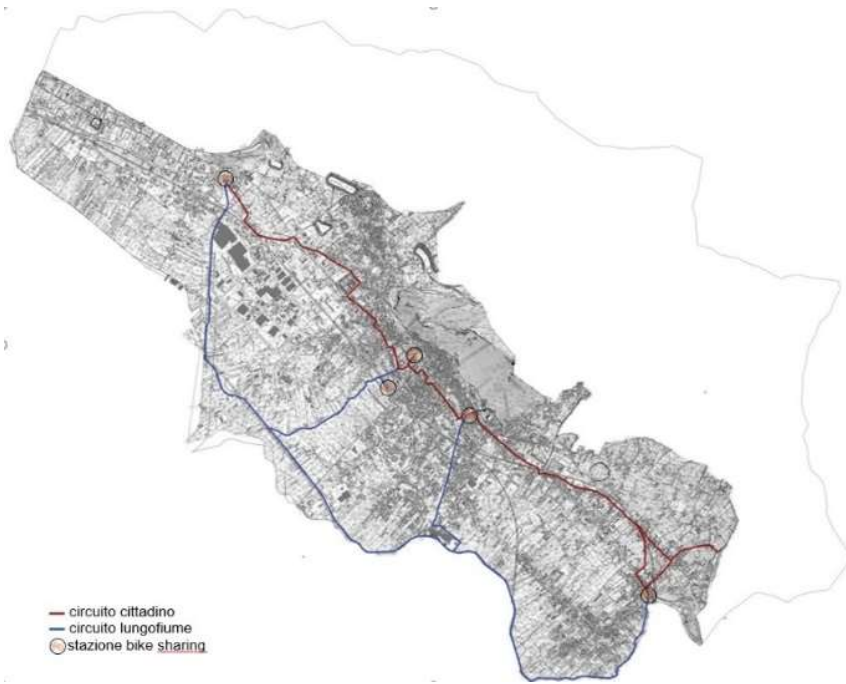 circuito cittadino
circuito lungofiume
stazione bike sharing